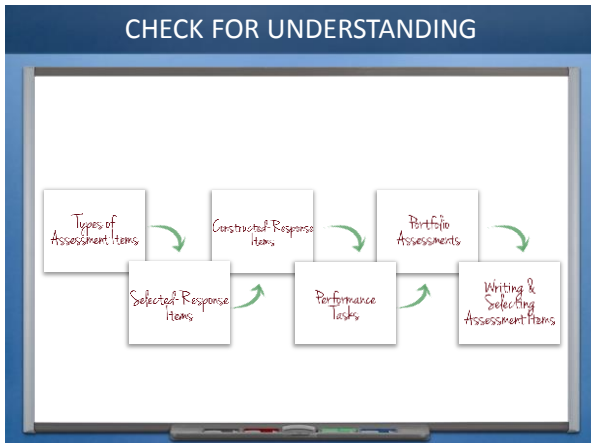 CHECK FOR UNDERSTANDING
Types of
Assessment Items
Selected-Response
Items
Constructed-Response
Items
Performance
Tasks
Portfolio
Assessments
Writing &
Selecting
Assessment Items